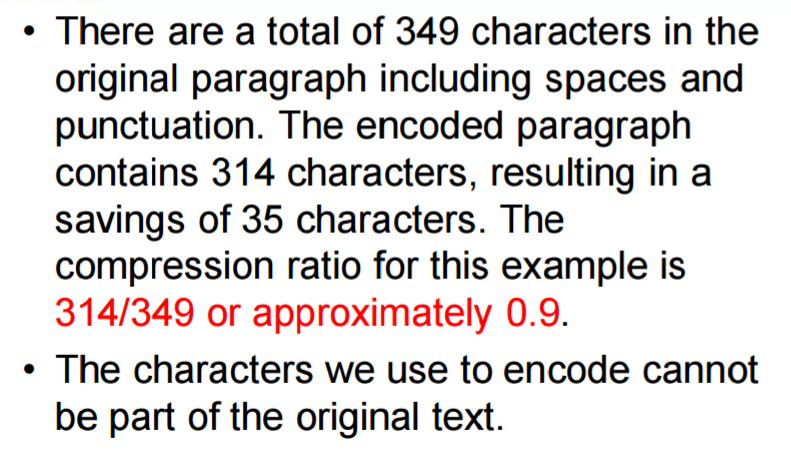 • There are a total of 349 characters in the
original paragraph including spaces and
punctuation. The encoded paragraph
contains 314 characters, resulting in a
savings of 35 characters. The
compression ratio for this example is
314/349 or approximately 0.9.
• The characters we use to encode cannot
be part of the original text.